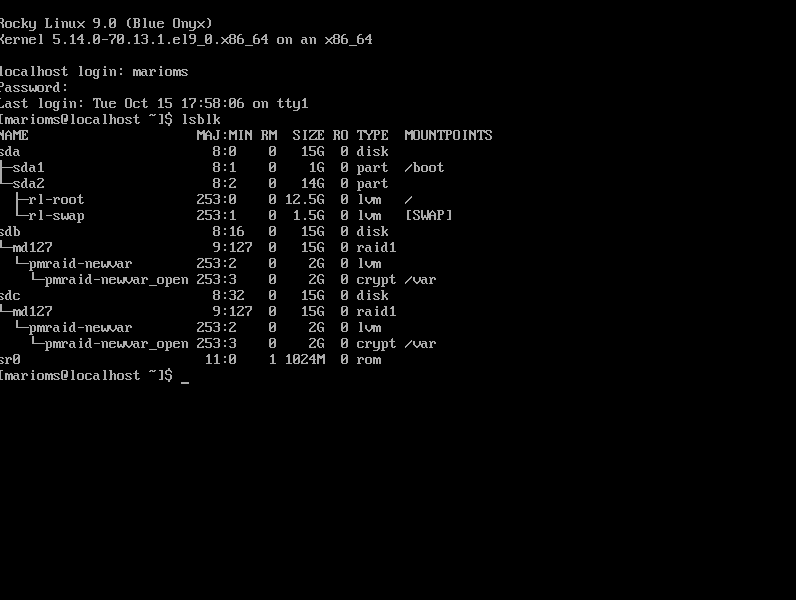 Rocky Linux 9.0 (Blue Onyx)
Kernel 5.14.0-70.13.1.el9_0.x86_64 on an x86_64
localhost login: marioms
Password:
Last login: Tue Oct 15 17:58:06 on tty1
[marioms@localhost ~]$ lsblk
NAME                      MAJ:MIN RM  SIZE RO TYPE  MOUNTPOINTS
sda                         8:0    0   15G  0 disk
├─sda1                      8:1    0    1G  0 part  /boot
└─sda2                      8:2    0   14G  0 part
  ├─rl-root               253:0    0 12.5G  0 lvm   /
  └─rl-swap               253:1    0  1.5G  0 lvm   [SWAP]
sdb                         8:16   0   15G  0 disk
└─md127                     9:127  0   15G  0 raid1
  └─pmraid-newvar         253:2    0    2G  0 lvm
    └─pmraid-newvar_open  253:3    0    2G  0 crypt /var
sdc                         8:32   0   15G  0 disk
└─md127                     9:127  0   15G  0 raid1
  └─pmraid-newvar         253:2    0    2G  0 lvm
    └─pmraid-newvar_open  253:3    0    2G  0 crypt /var
sr0                        11:0    1 1024M  0 rom
[marioms@localhost ~]$ _